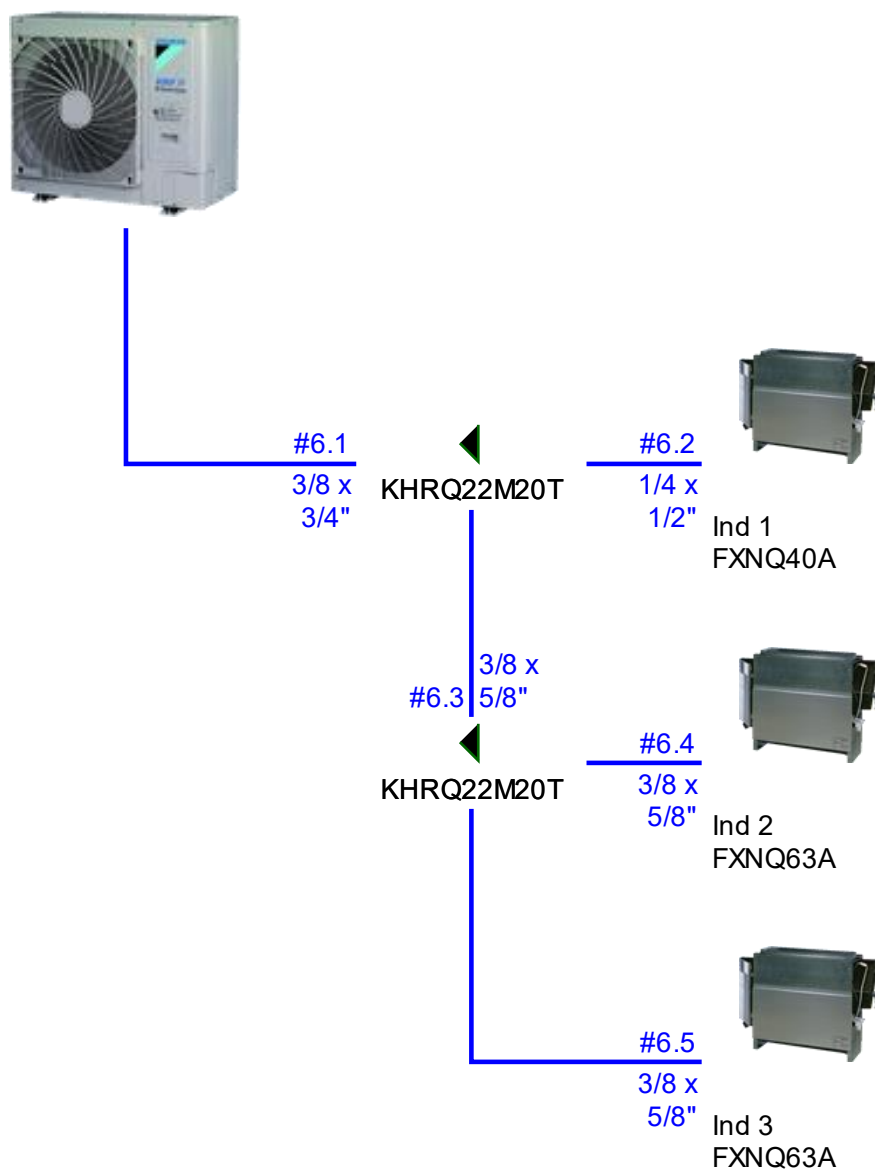 #6.1
3/8 x
3/4"
KHRQ22M20T
#6.2
1/4 x
1/2"
Ind 1
FXNQ40A
#6.3
3/8 x
5/8"
KHRQ22M20T
#6.4
3/8 x
5/8"
Ind 2
FXNQ63A
#6.5
3/8 x
5/8"
Ind 3
FXNQ63A